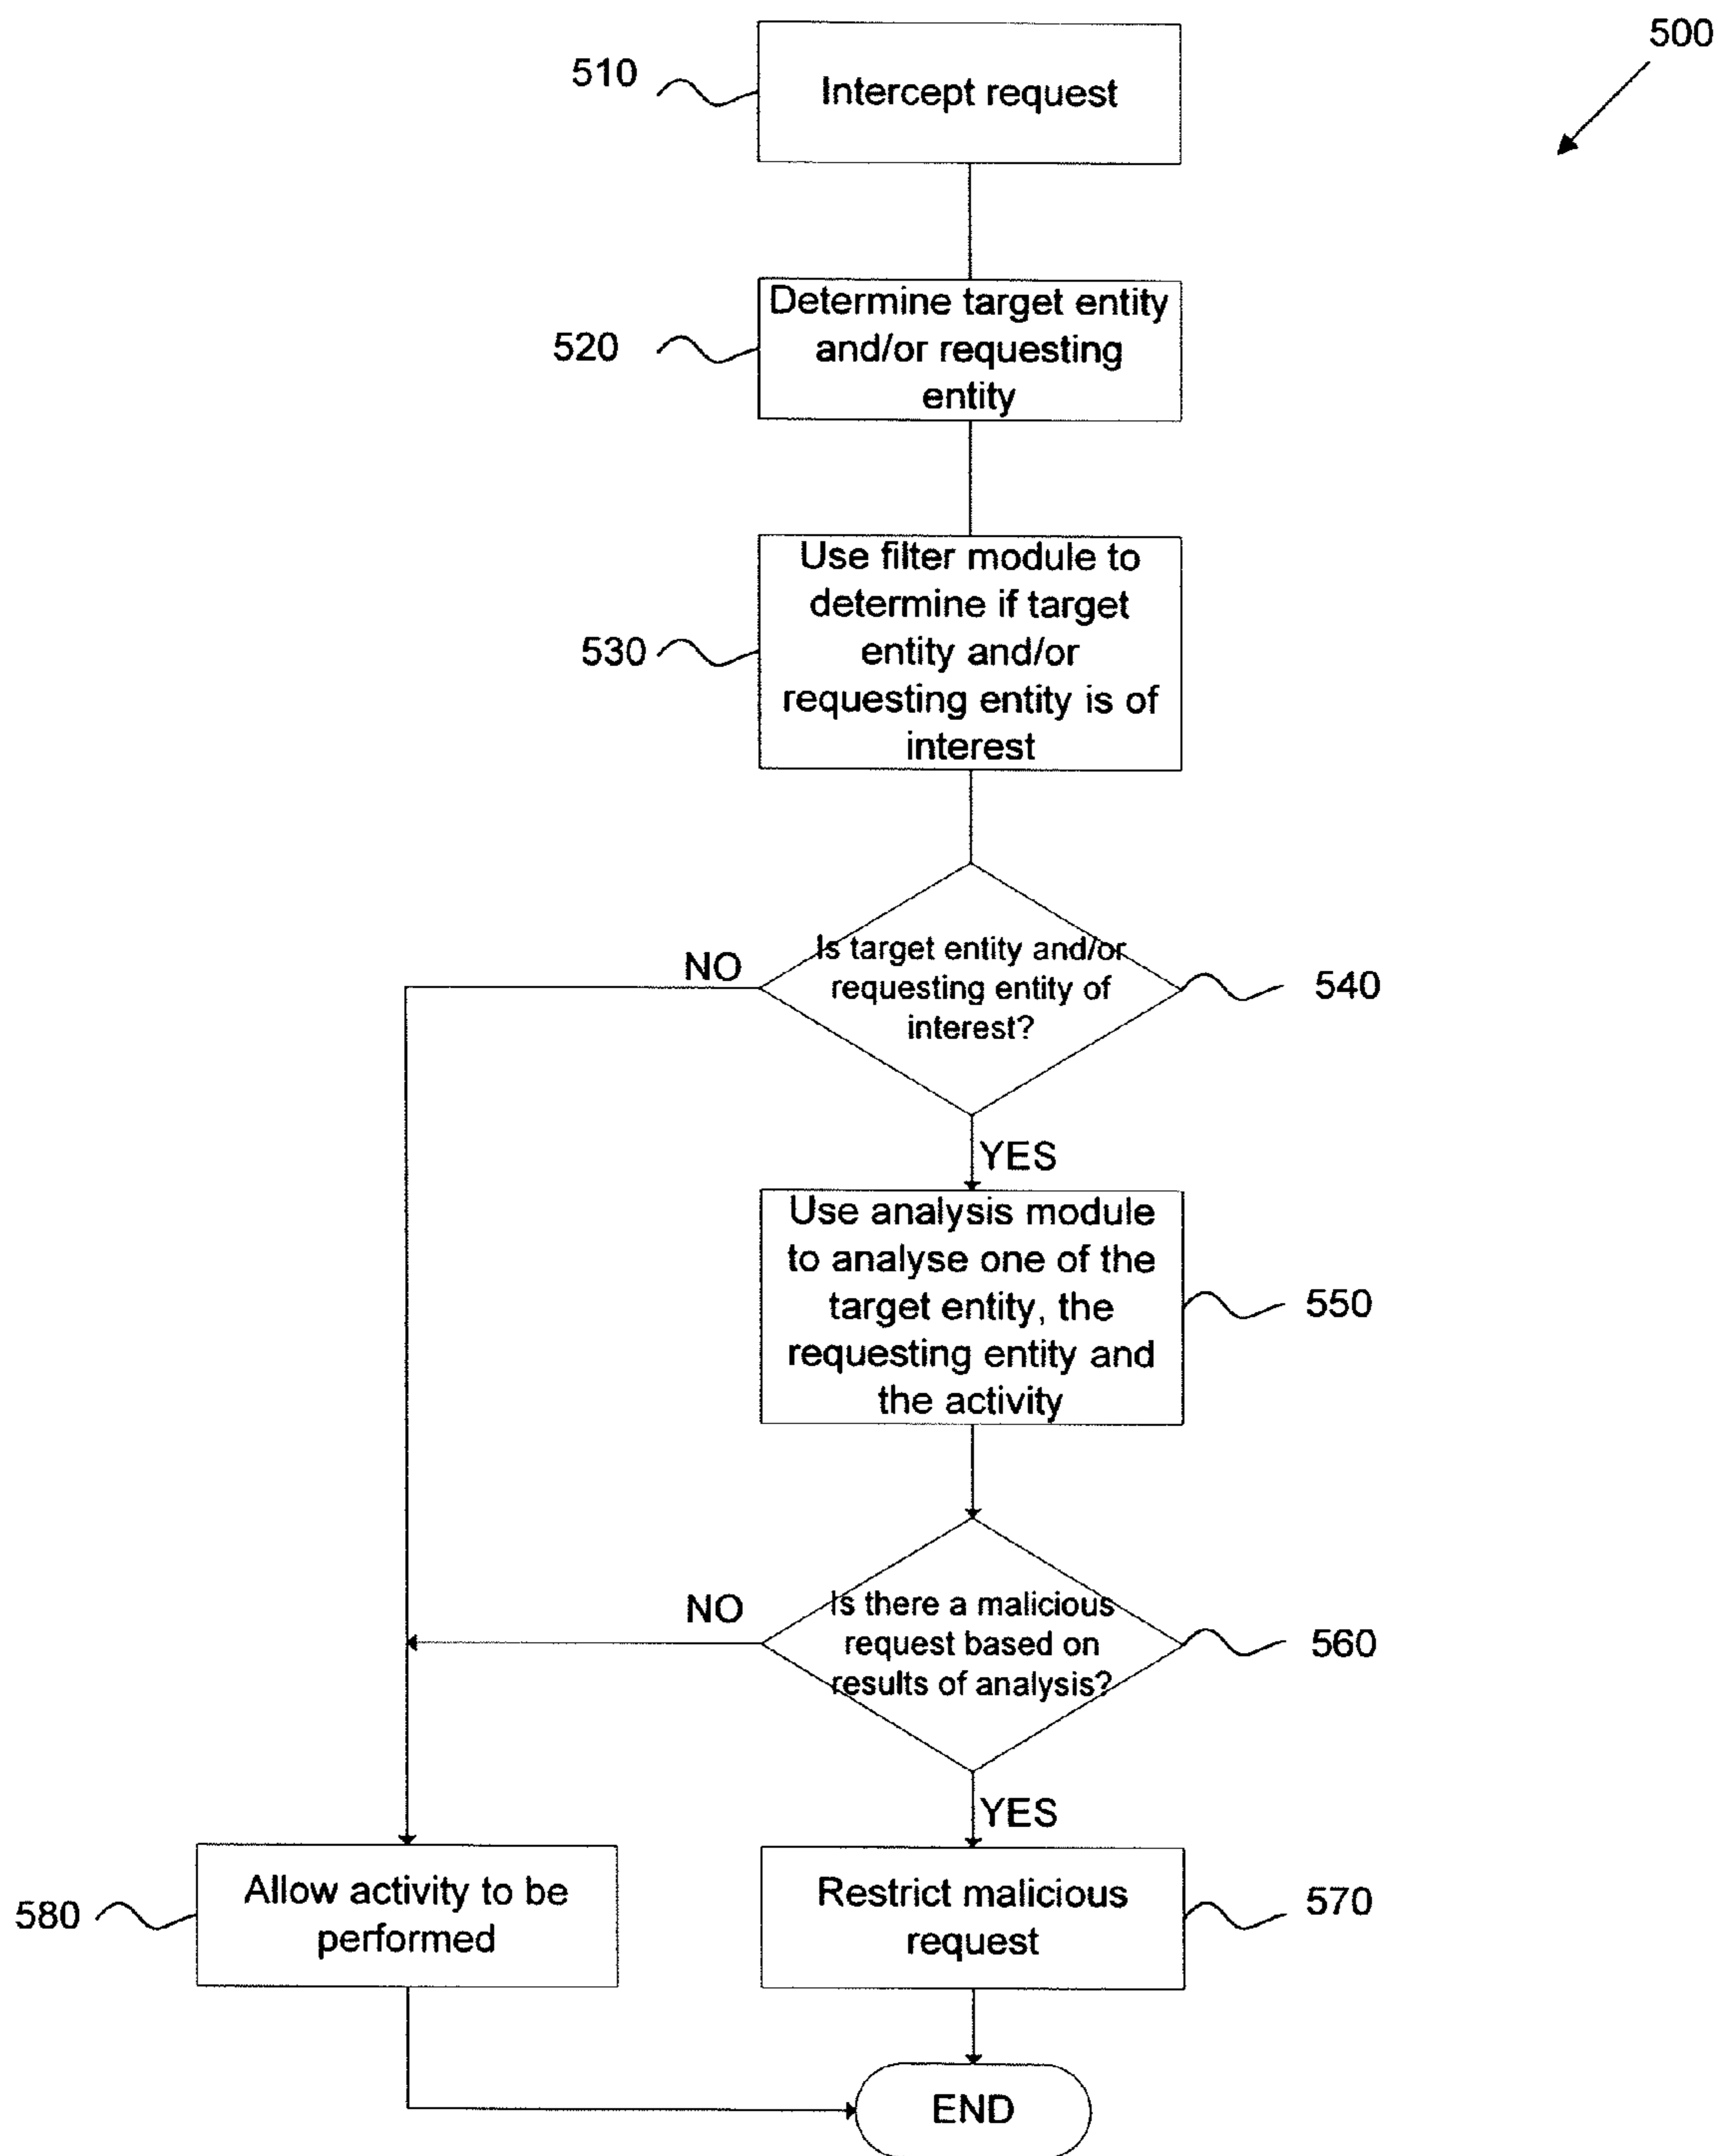 500
510
Intercept request
520
Determine target entity
and/or requesting
entity
530
Use filter module to
determine if target
entity and/or
requesting entity is of
interest
NO
Is target entity and/or
requesting entity of
interest?
540
YES
Use analysis module
to analyse one of the
target entity, the
requesting entity and
the activity
550
NO
Is there a malicious
request based on
results of analysis?
560
YES
580
Allow activity to be
performed
Restrict malicious
request
570
END